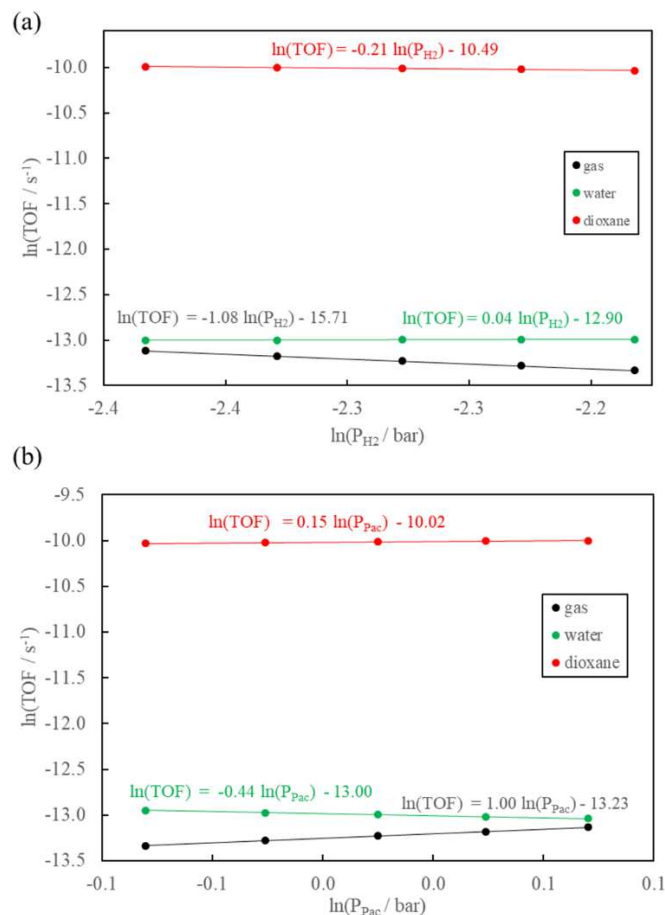 (a)
ln(TOF) = -0.21 ln(P_H2) - 10.49
-10.0
-10.5
-11.0
-11.5
-12.0
-12.5
-13.0
-13.5
ln(TOF / s⁻¹)
gas
water
dioxane
ln(TOF) = -1.08 ln(P_H2) - 15.71
ln(TOF) = 0.04 ln(P_H2) - 12.90
-2.4 -2.4 -2.3 -2.3 -2.2
ln(P_H2 / bar)
(b)
-9.5
ln(TOF) = 0.15 ln(P_Pac) - 10.02
-10.0
-10.5
-11.0
-11.5
-12.0
-12.5
-13.0
-13.5
ln(TOF / s⁻¹)
gas
water
dioxane
ln(TOF) = -0.44 ln(P_Pac) - 13.00
ln(TOF) = 1.00 ln(P_Pac) - 13.23
-0.1 -0.1 0.0 0.0 0.1 0.1
ln(P_Pac / bar)